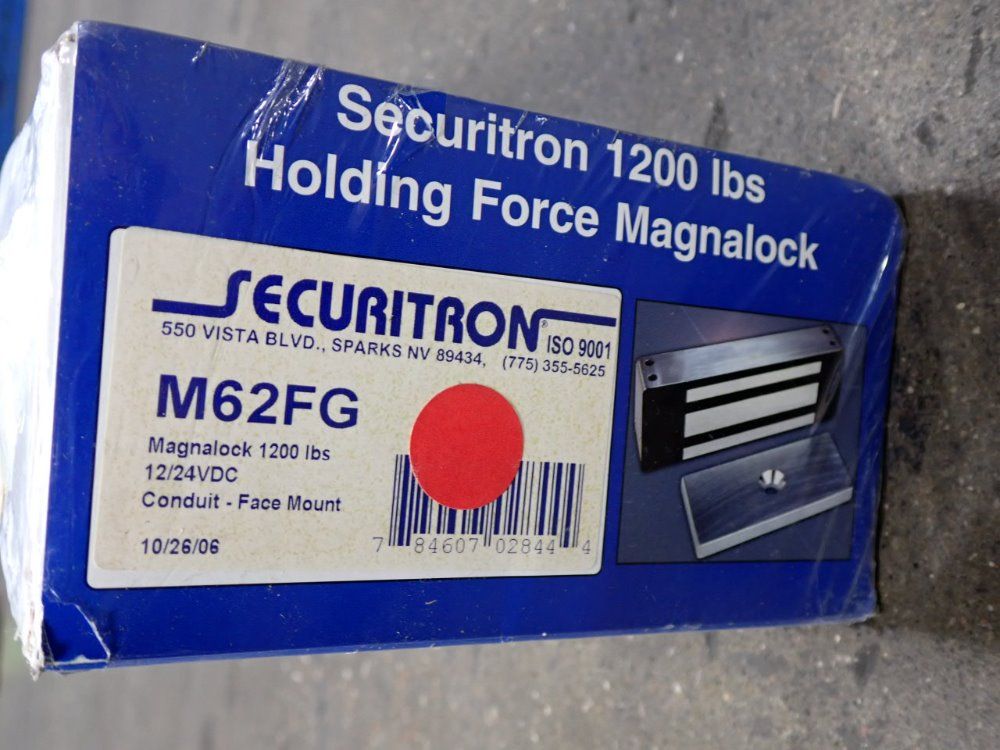 Securitron 1200 lbs
Holding Force Magnalock
SECURITRON®
ISO 9001
550 VISTA BLVD., SPARKS NV 89434, (775) 355-5625
M62FG
Magnalock 1200 lbs
12/24VDC
Conduit - Face Mount
10/26/06
7 84607 02844 4